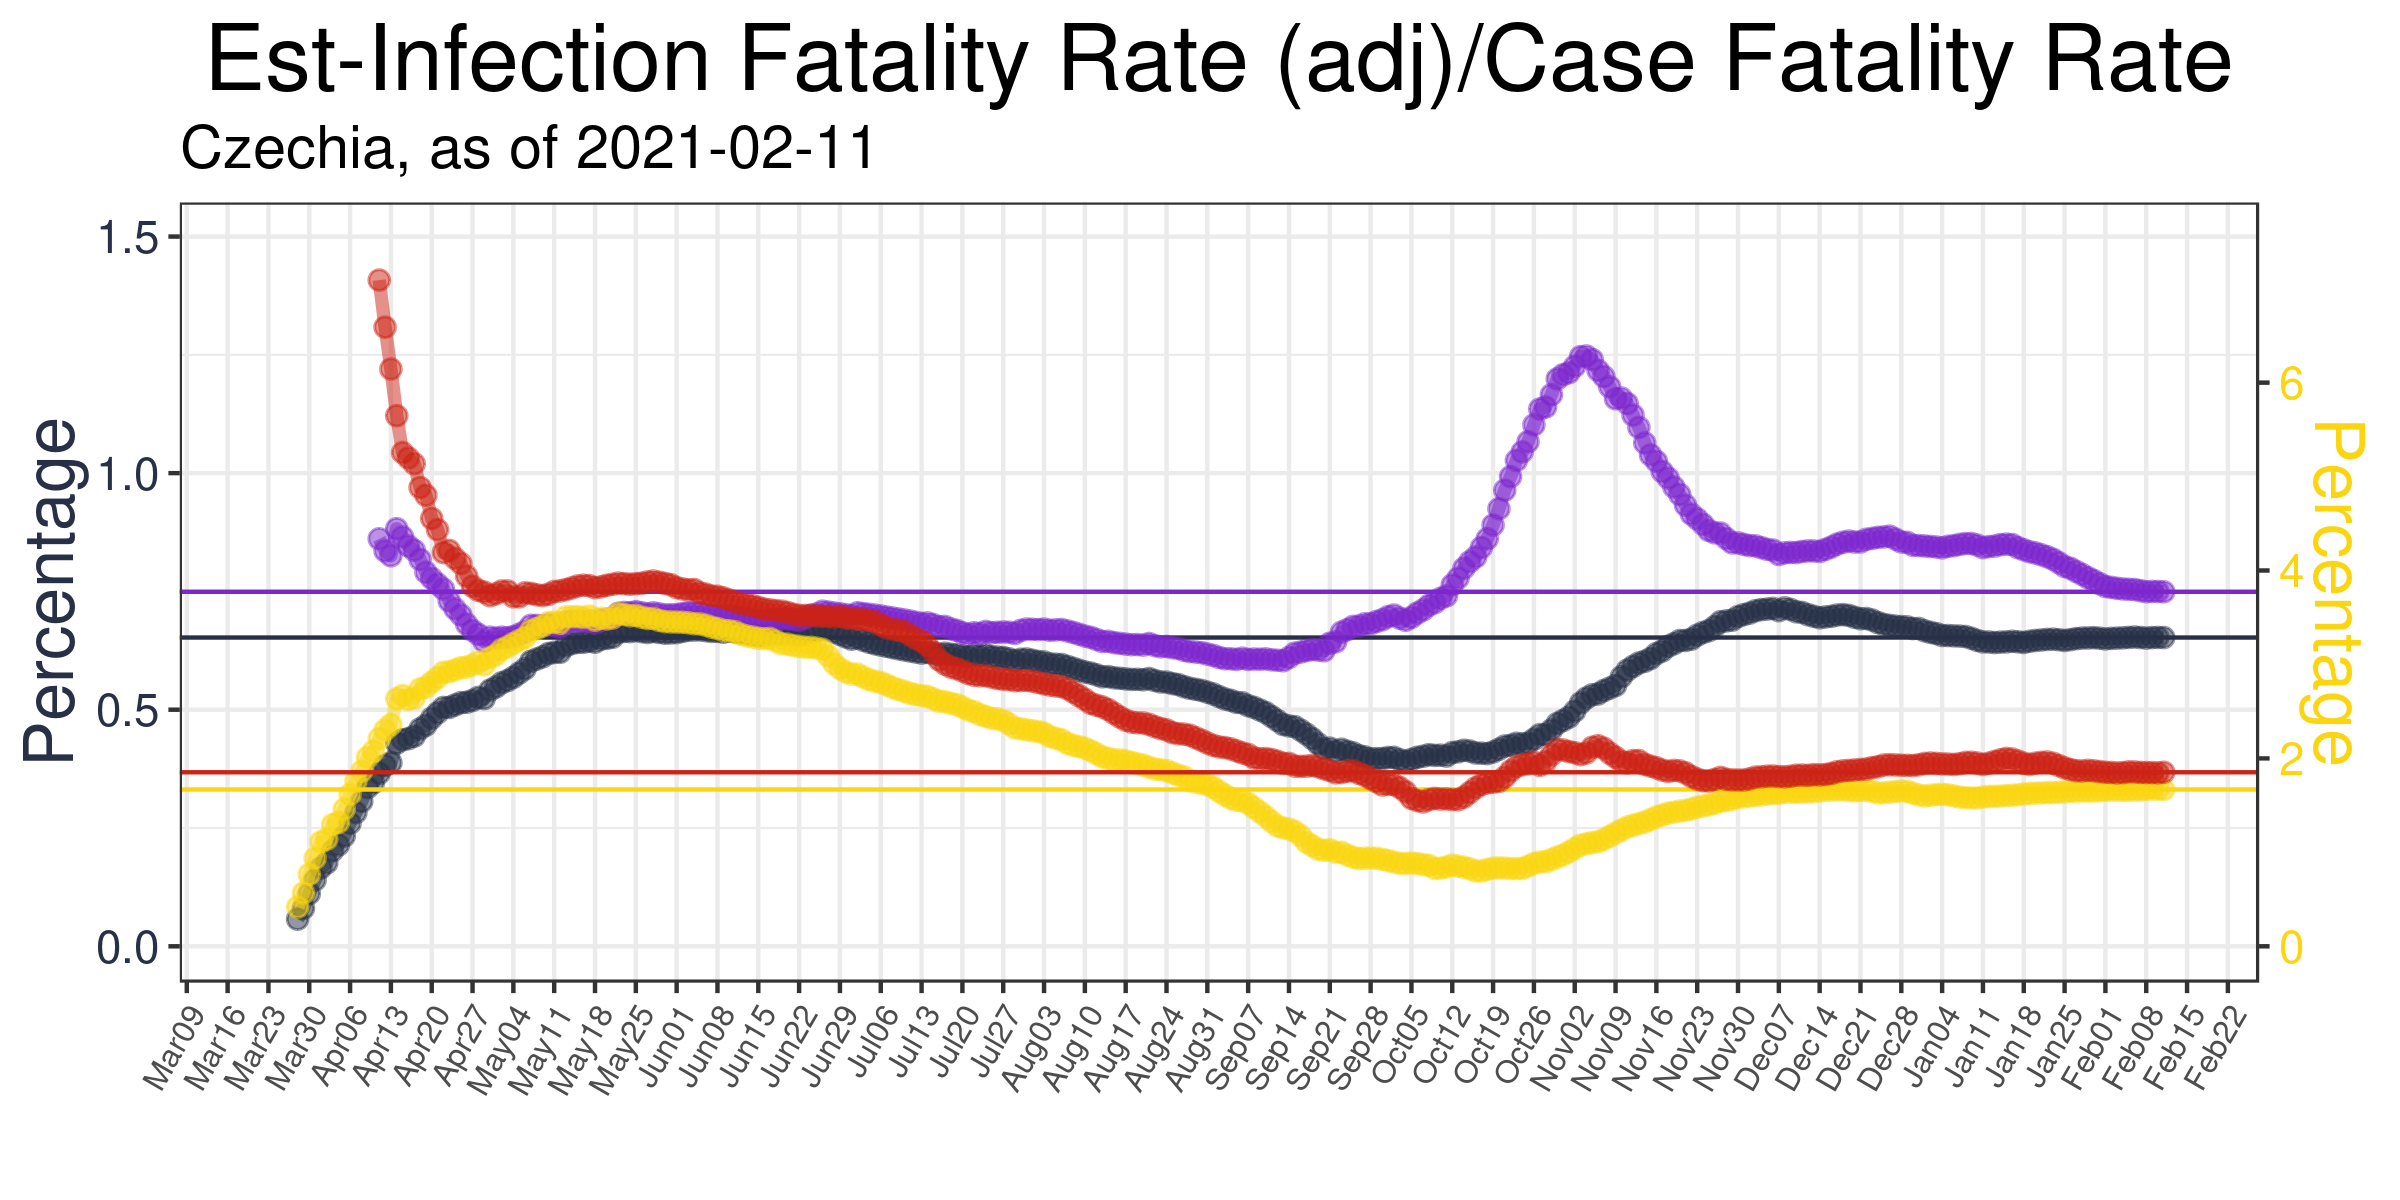 Est-Infection Fatality Rate (adj)/Case Fatality Rate
Czechia, as of 2021-02-11
Percentage
1.5
1.0
0.5
0.0
6
4
2
0
Percentage
Mar09 Mar16 Mar23 Mar30 Apr06 Apr13 Apr20 Apr27 May04 May11 May18 May25 Jun01 Jun08 Jun15 Jun22 Jun29 Jul06 Jul13 Jul20 Jul27 Aug03 Aug10 Aug17 Aug24 Aug31 Sep07 Sep14 Sep21 Sep28 Oct05 Oct12 Oct19 Oct26 Nov02 Nov09 Nov16 Nov23 Nov30 Dec07 Dec14 Dec21 Dec28 Jan04 Jan11 Jan18 Jan25 Feb01 Feb08 Feb15 Feb22